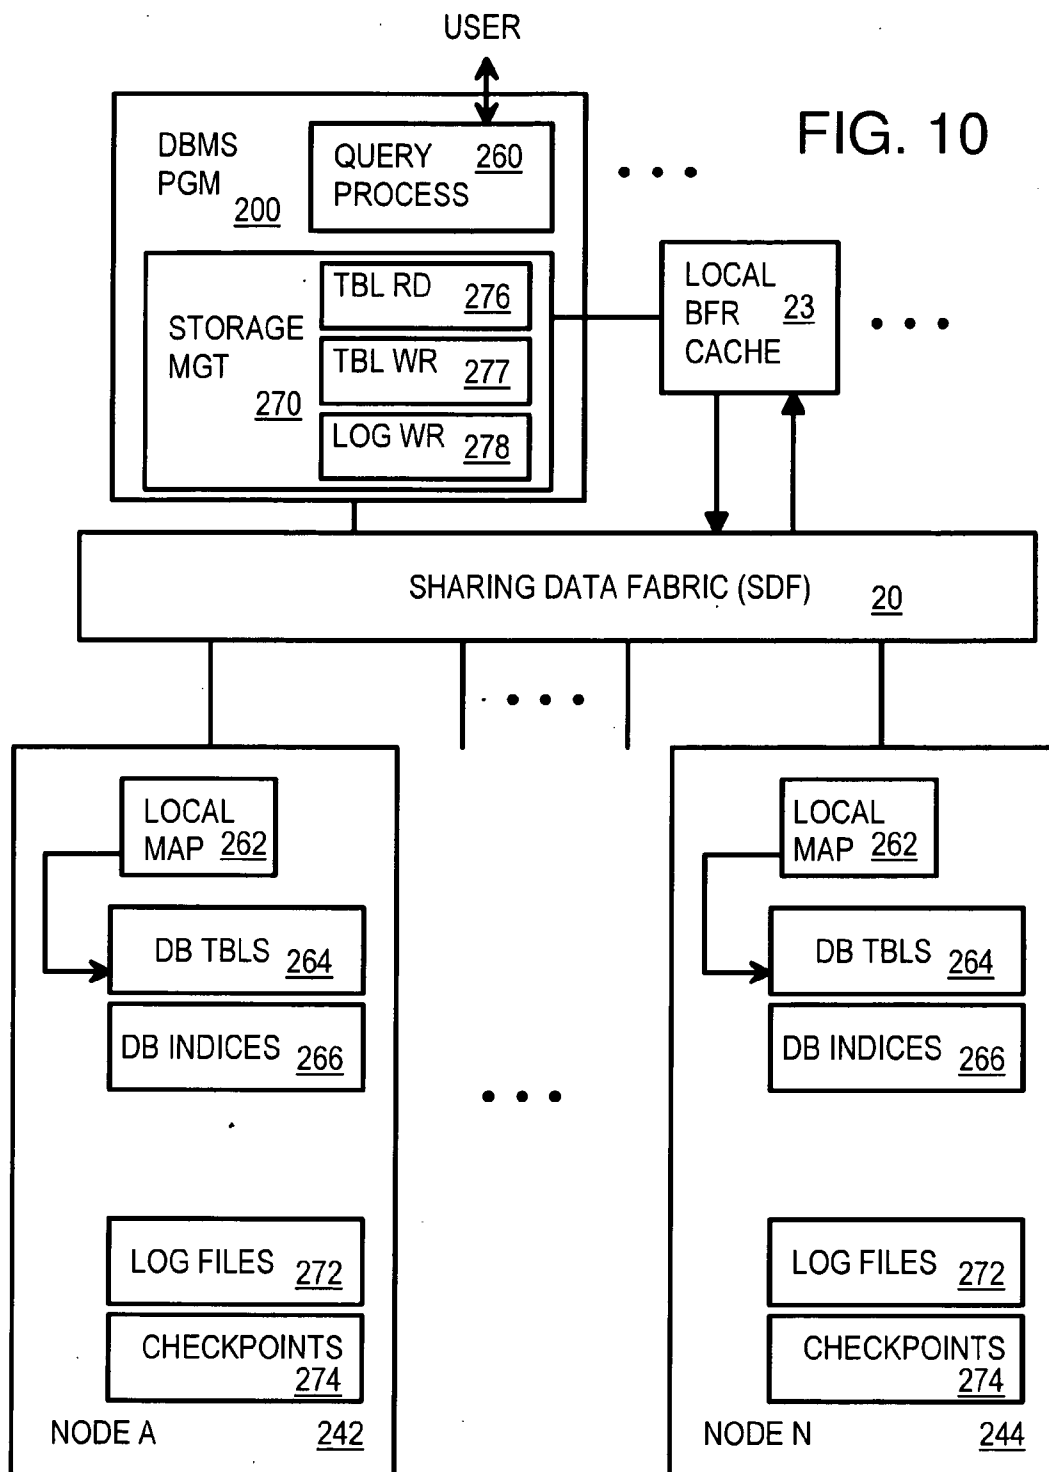 USER
FIG. 10
DBMS
PGM
200
QUERY
PROCESS
260
STORAGE
MGT
270
TBL RD 276
TBL WR 277
LOG WR 278
LOCAL
BFR
CACHE
23
SHARING DATA FABRIC (SDF) 20
LOCAL
MAP 262
DB TBLS 264
DB INDICES 266
LOG FILES 272
CHECKPOINTS
274
NODE A 242
LOCAL
MAP 262
DB TBLS 264
DB INDICES 266
LOG FILES 272
CHECKPOINTS
274
NODE N 244